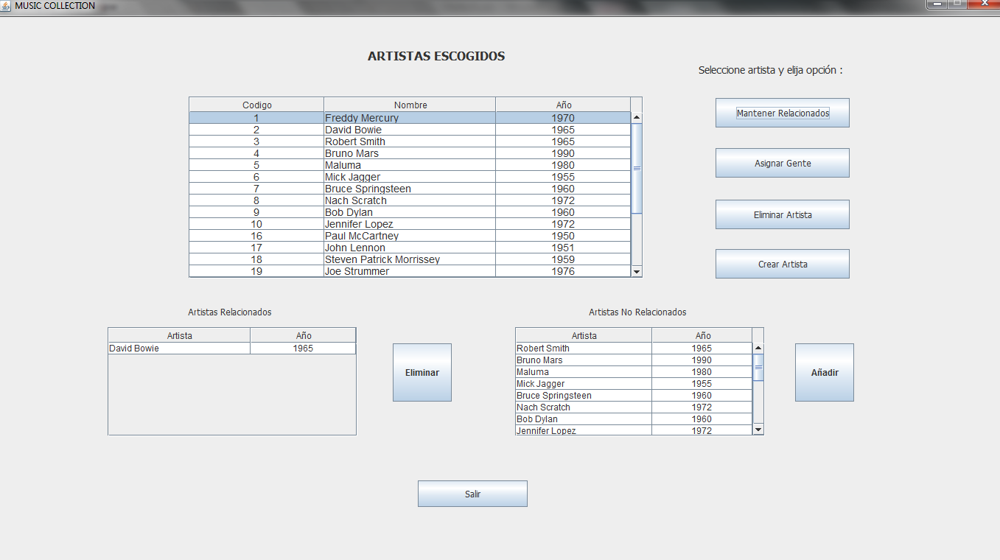 MUSIC COLLECTION
ARTISTAS ESCOGIDOS
Seleccione artista y elija opción :
Codigo Nombre Año
1 Freddy Mercury 1970
2 David Bowie 1965
3 Robert Smith 1965
4 Bruno Mars 1990
5 Maluma 1980
6 Mick Jagger 1955
7 Bruce Springsteen 1960
8 Nach Scratch 1972
9 Bob Dylan 1960
10 Jennifer Lopez 1972
16 Paul McCartney 1950
17 John Lennon 1951
18 Steven Patrick Morrissey 1959
19 Joe Strummer 1976
Mantener Relacionados
Asignar Gente
Eliminar Artista
Crear Artista
Artistas Relacionados
Artista Año
David Bowie 1965
Eliminar
Artistas No Relacionados
Artista Año
Robert Smith 1965
Bruno Mars 1990
Maluma 1980
Mick Jagger 1955
Bruce Springsteen 1960
Nach Scratch 1972
Bob Dylan 1960
Jennifer Lopez 1972
Añadir
Salir